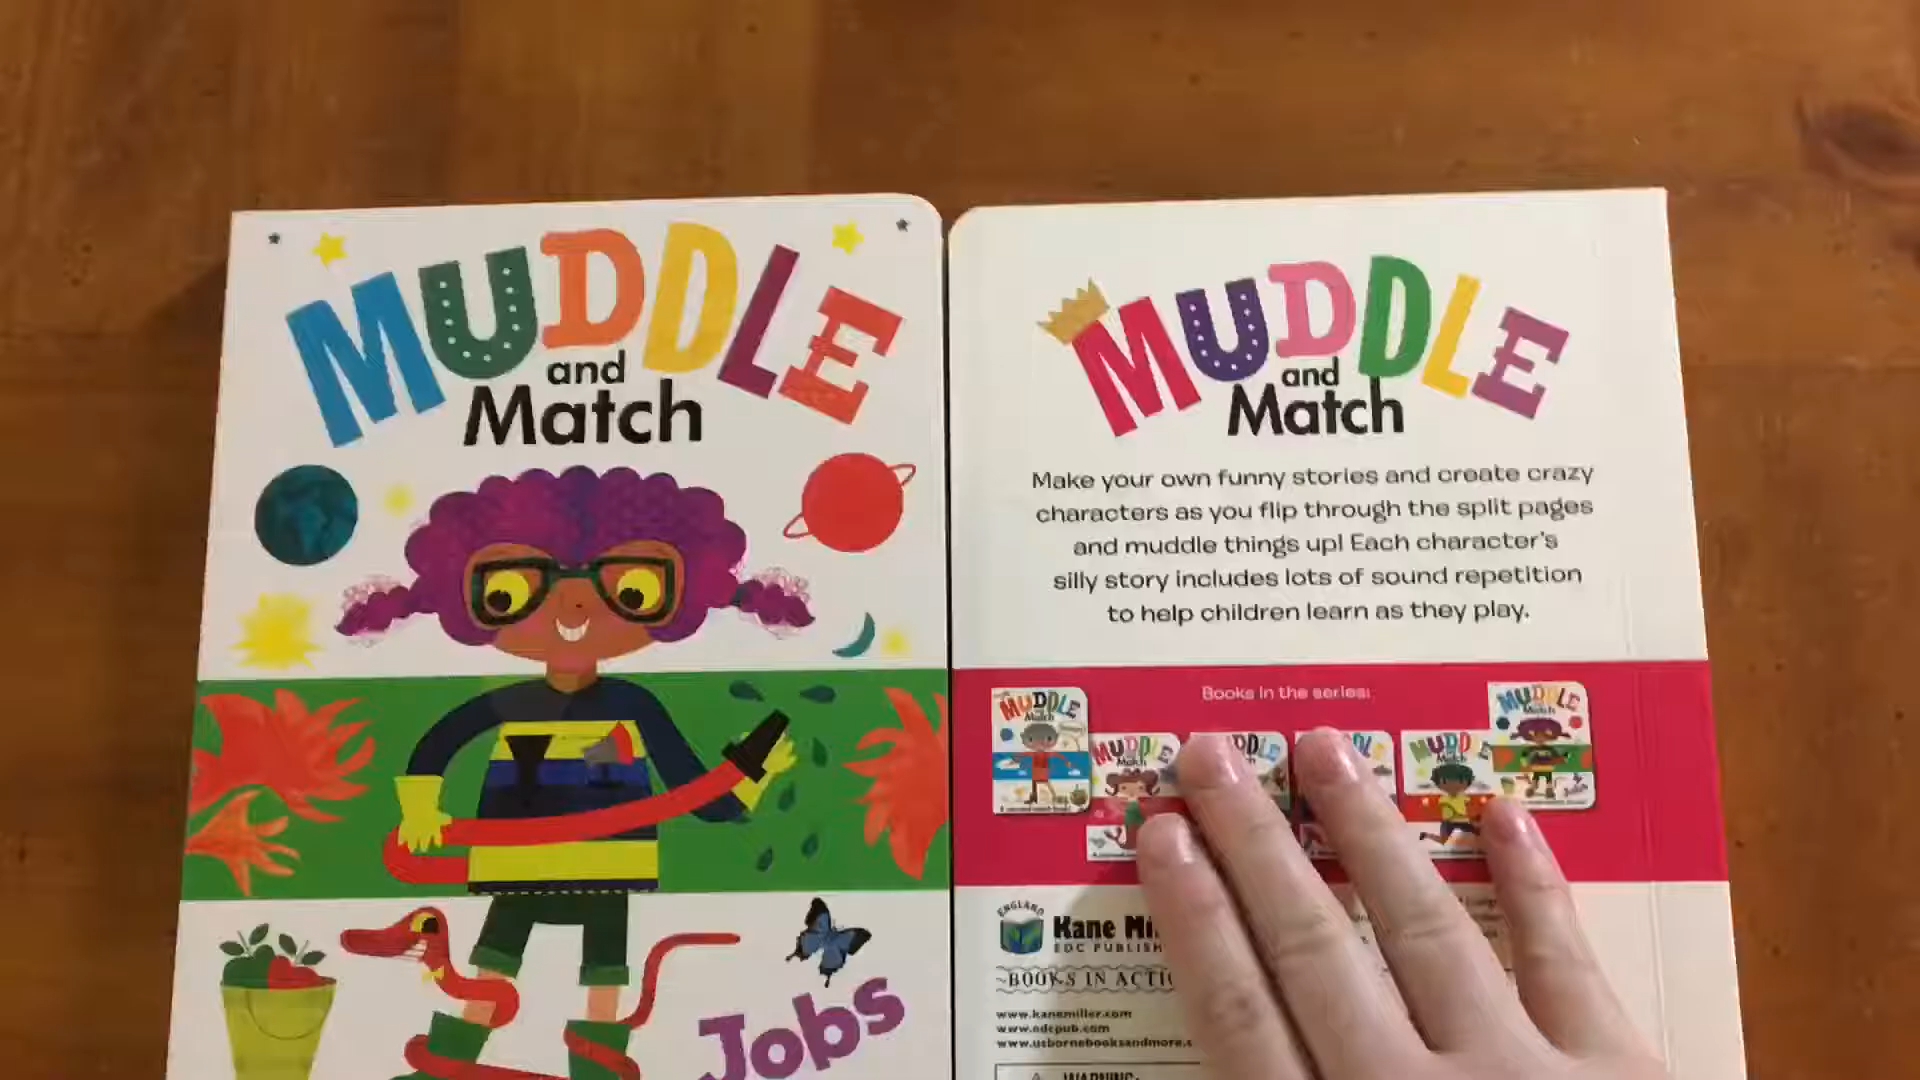 MUDDLE
and
Match
Jobs
MUDDLE
and
Match
Make your own funny stories and create crazy
characters as you flip through the split pages
and muddle things up! Each character's
silly story includes lots of sound repetition
to help children learn as they play.
Books in the series:
MUDDLE
Match
MUDDLE
Match
MUDDLE
Match
MUDDLE
Match
Jobs
ENGLAND
Kane
EDC PUBLISH
~BOOKS IN
www.kanemiller.com
www.edcpub.com
www.usbornebooksandmore.c
WARNING: